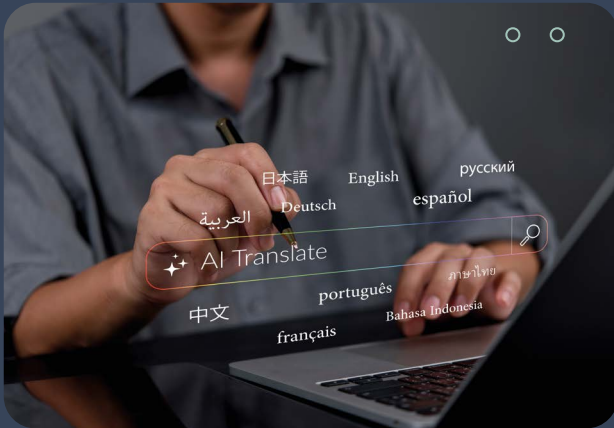 日本語
English
русский
Deutsch
español
العربية
AI Translate
ภาษาไทย
português
Bahasa Indonesia
中文
français